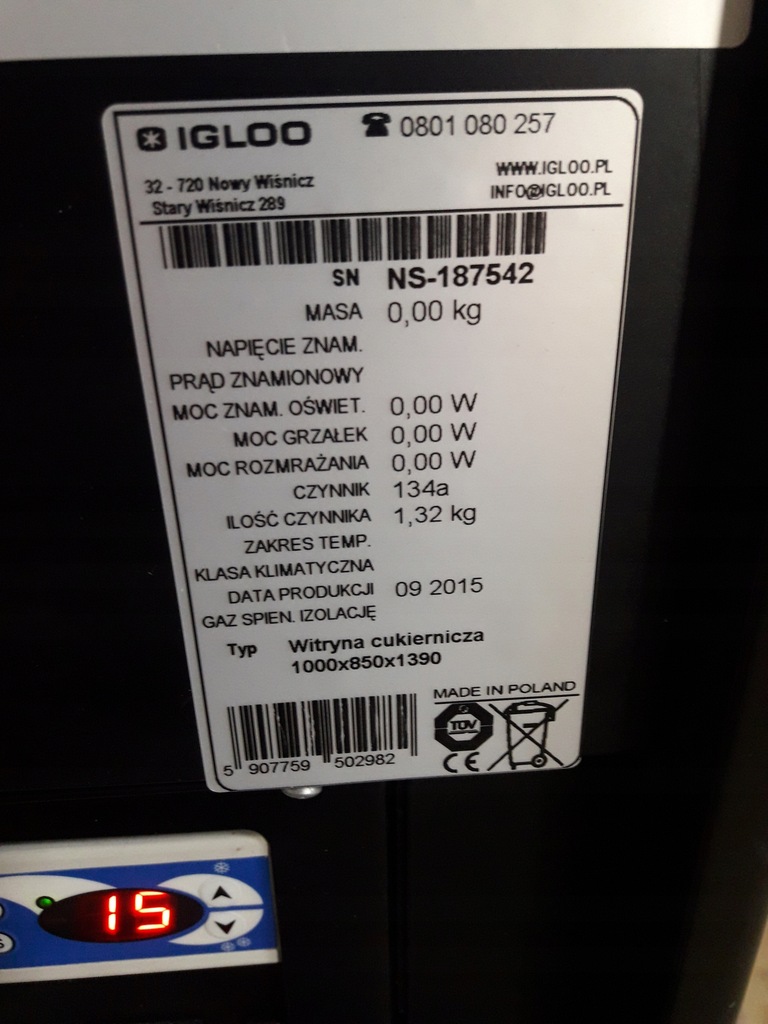 IGLOO
0801 080 257
32 - 720 Nowy Wiśnicz
Stary Wiśnicz 289
WWW.IGLOO.PL
INFO@IGLOO.PL
SN NS-187542
MASA 0,00 kg
NAPIĘCIE ZNAM.
PRĄD ZNAMIONOWY
MOC ZNAM. OŚWIET. 0,00 W
MOC GRZAŁEK 0,00 W
MOC ROZMRAŻANIA 0,00 W
CZYNNIK 134a
ILOŚĆ CZYNNIKA 1,32 kg
ZAKRES TEMP.
KLASA KLIMATYCZNA
DATA PRODUKCJI 09 2015
GAZ SPIEN. IZOLACJĘ
Typ Witryna cukiernicza
1000x850x1390
MADE IN POLAND
TÜV
CE
5 907759 502982
15